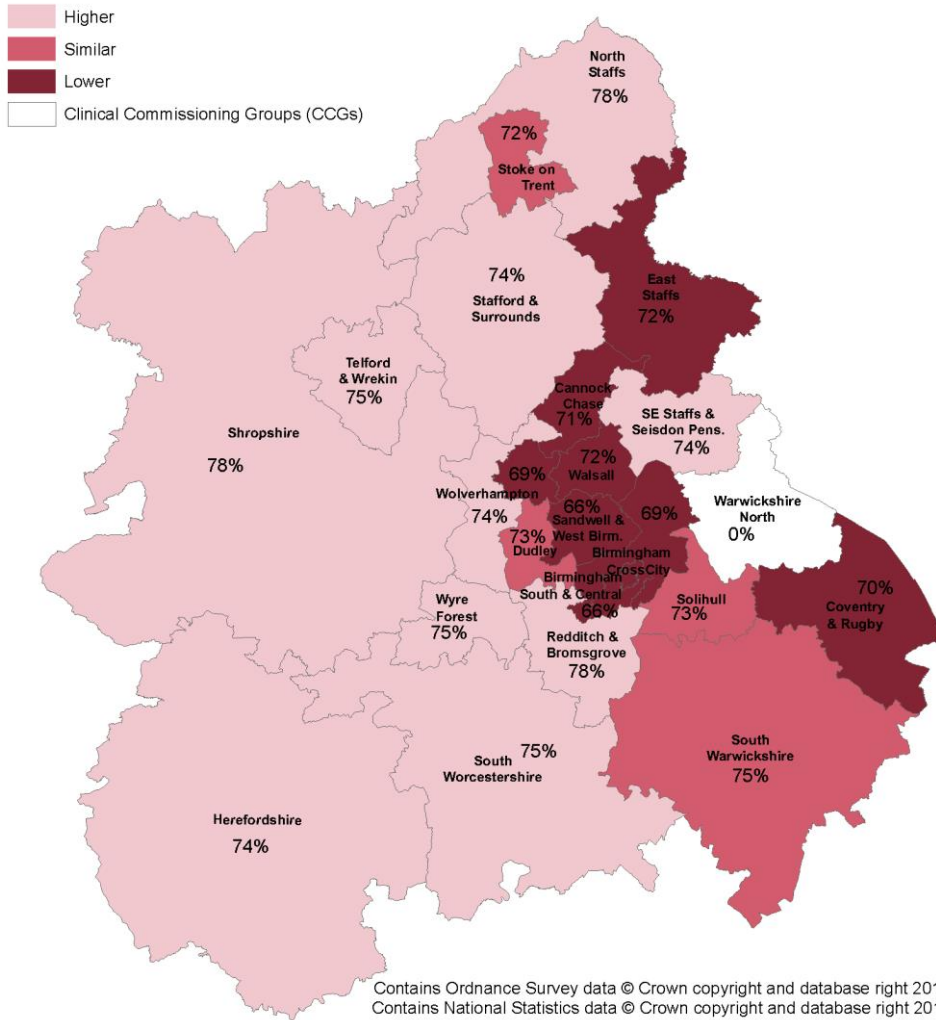 Higher
Similar
Lower
Clinical Commissioning Groups (CCGs)
North
Staffs
78%
72%
Stoke on
Trent
74%
Stafford &
Surrounds
East
Staffs
72%
Telford
& Wrekin
75%
Cannock
Chase
71%
SE Staffs &
Seisdon Pens.
74%
Shropshire
78%
69%
72%
Walsall
Wolverhampton
74%
66%
Sandwell &
West Birm.
69%
Warwickshire
North
0%
73%
Dudley
Birmingham
CrossCity
Birmingham
South & Central
66%
Solihull
73%
70%
Coventry
& Rugby
Wyre
Forest
75%
Redditch &
Bromsgrove
78%
South
Worcestershire
75%
South
Warwickshire
75%
Herefordshire
74%
Contains Ordnance Survey data © Crown copyright and database right
Contains National Statistics data © Crown copyright and database right